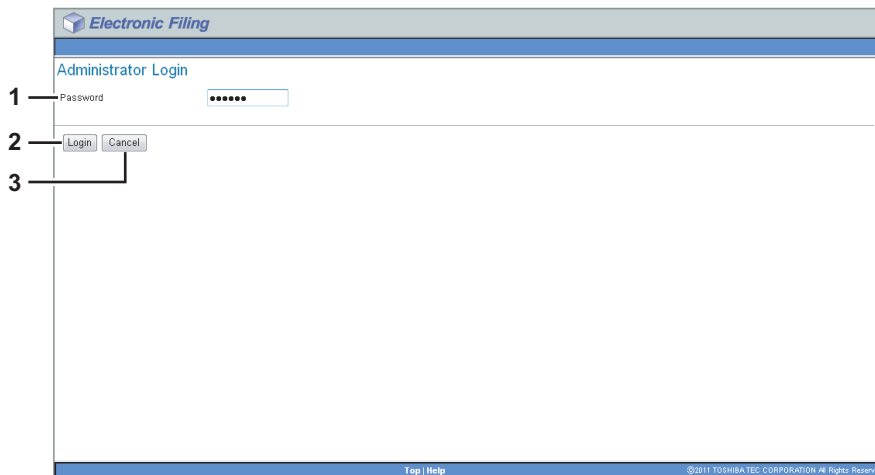 Electronic Filing
Administrator Login
1
Password
••••••
2
Login
Cancel
3
Top | Help
©2011 TOSHIBA TEC CORPORATION All Rights Reserv